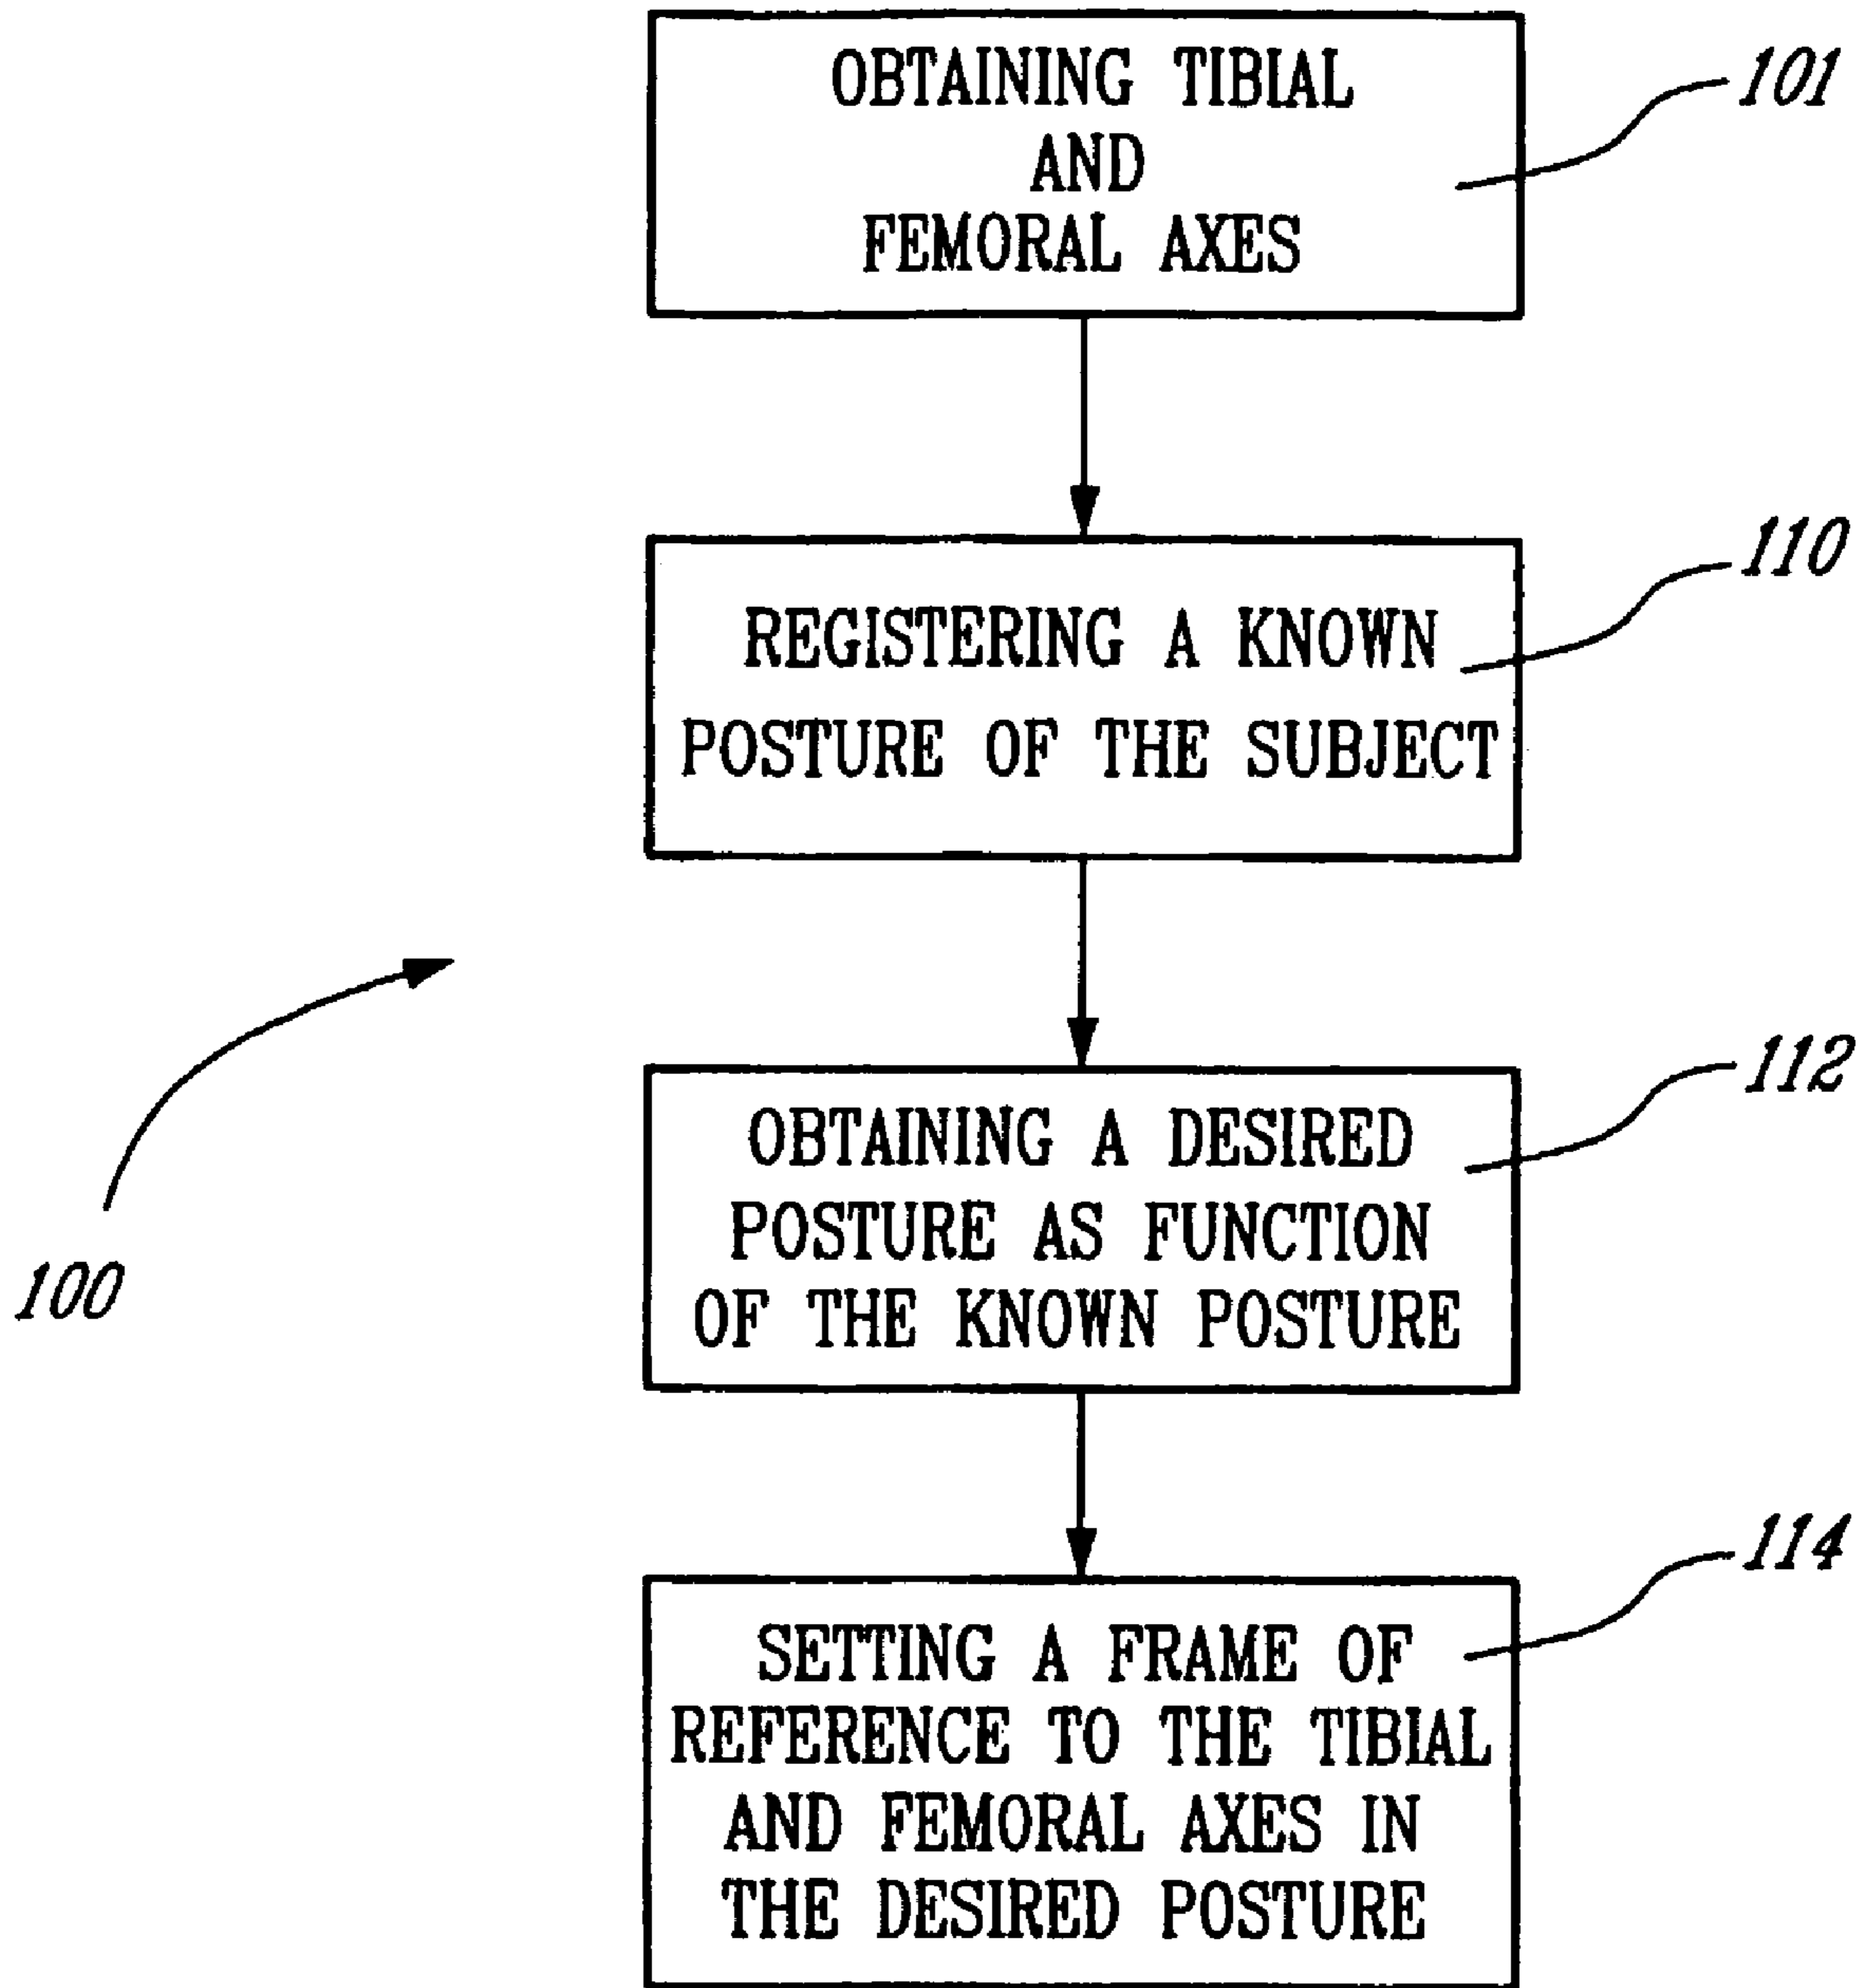 OBTAINING TIBIAL
AND
FEMORAL AXES
101
REGISTERING A KNOWN
POSTURE OF THE SUBJECT
110
OBTAINING A DESIRED
POSTURE AS FUNCTION
OF THE KNOWN POSTURE
112
100
SETTING A FRAME OF
REFERENCE TO THE TIBIAL
AND FEMORAL AXES IN
THE DESIRED POSTURE
114